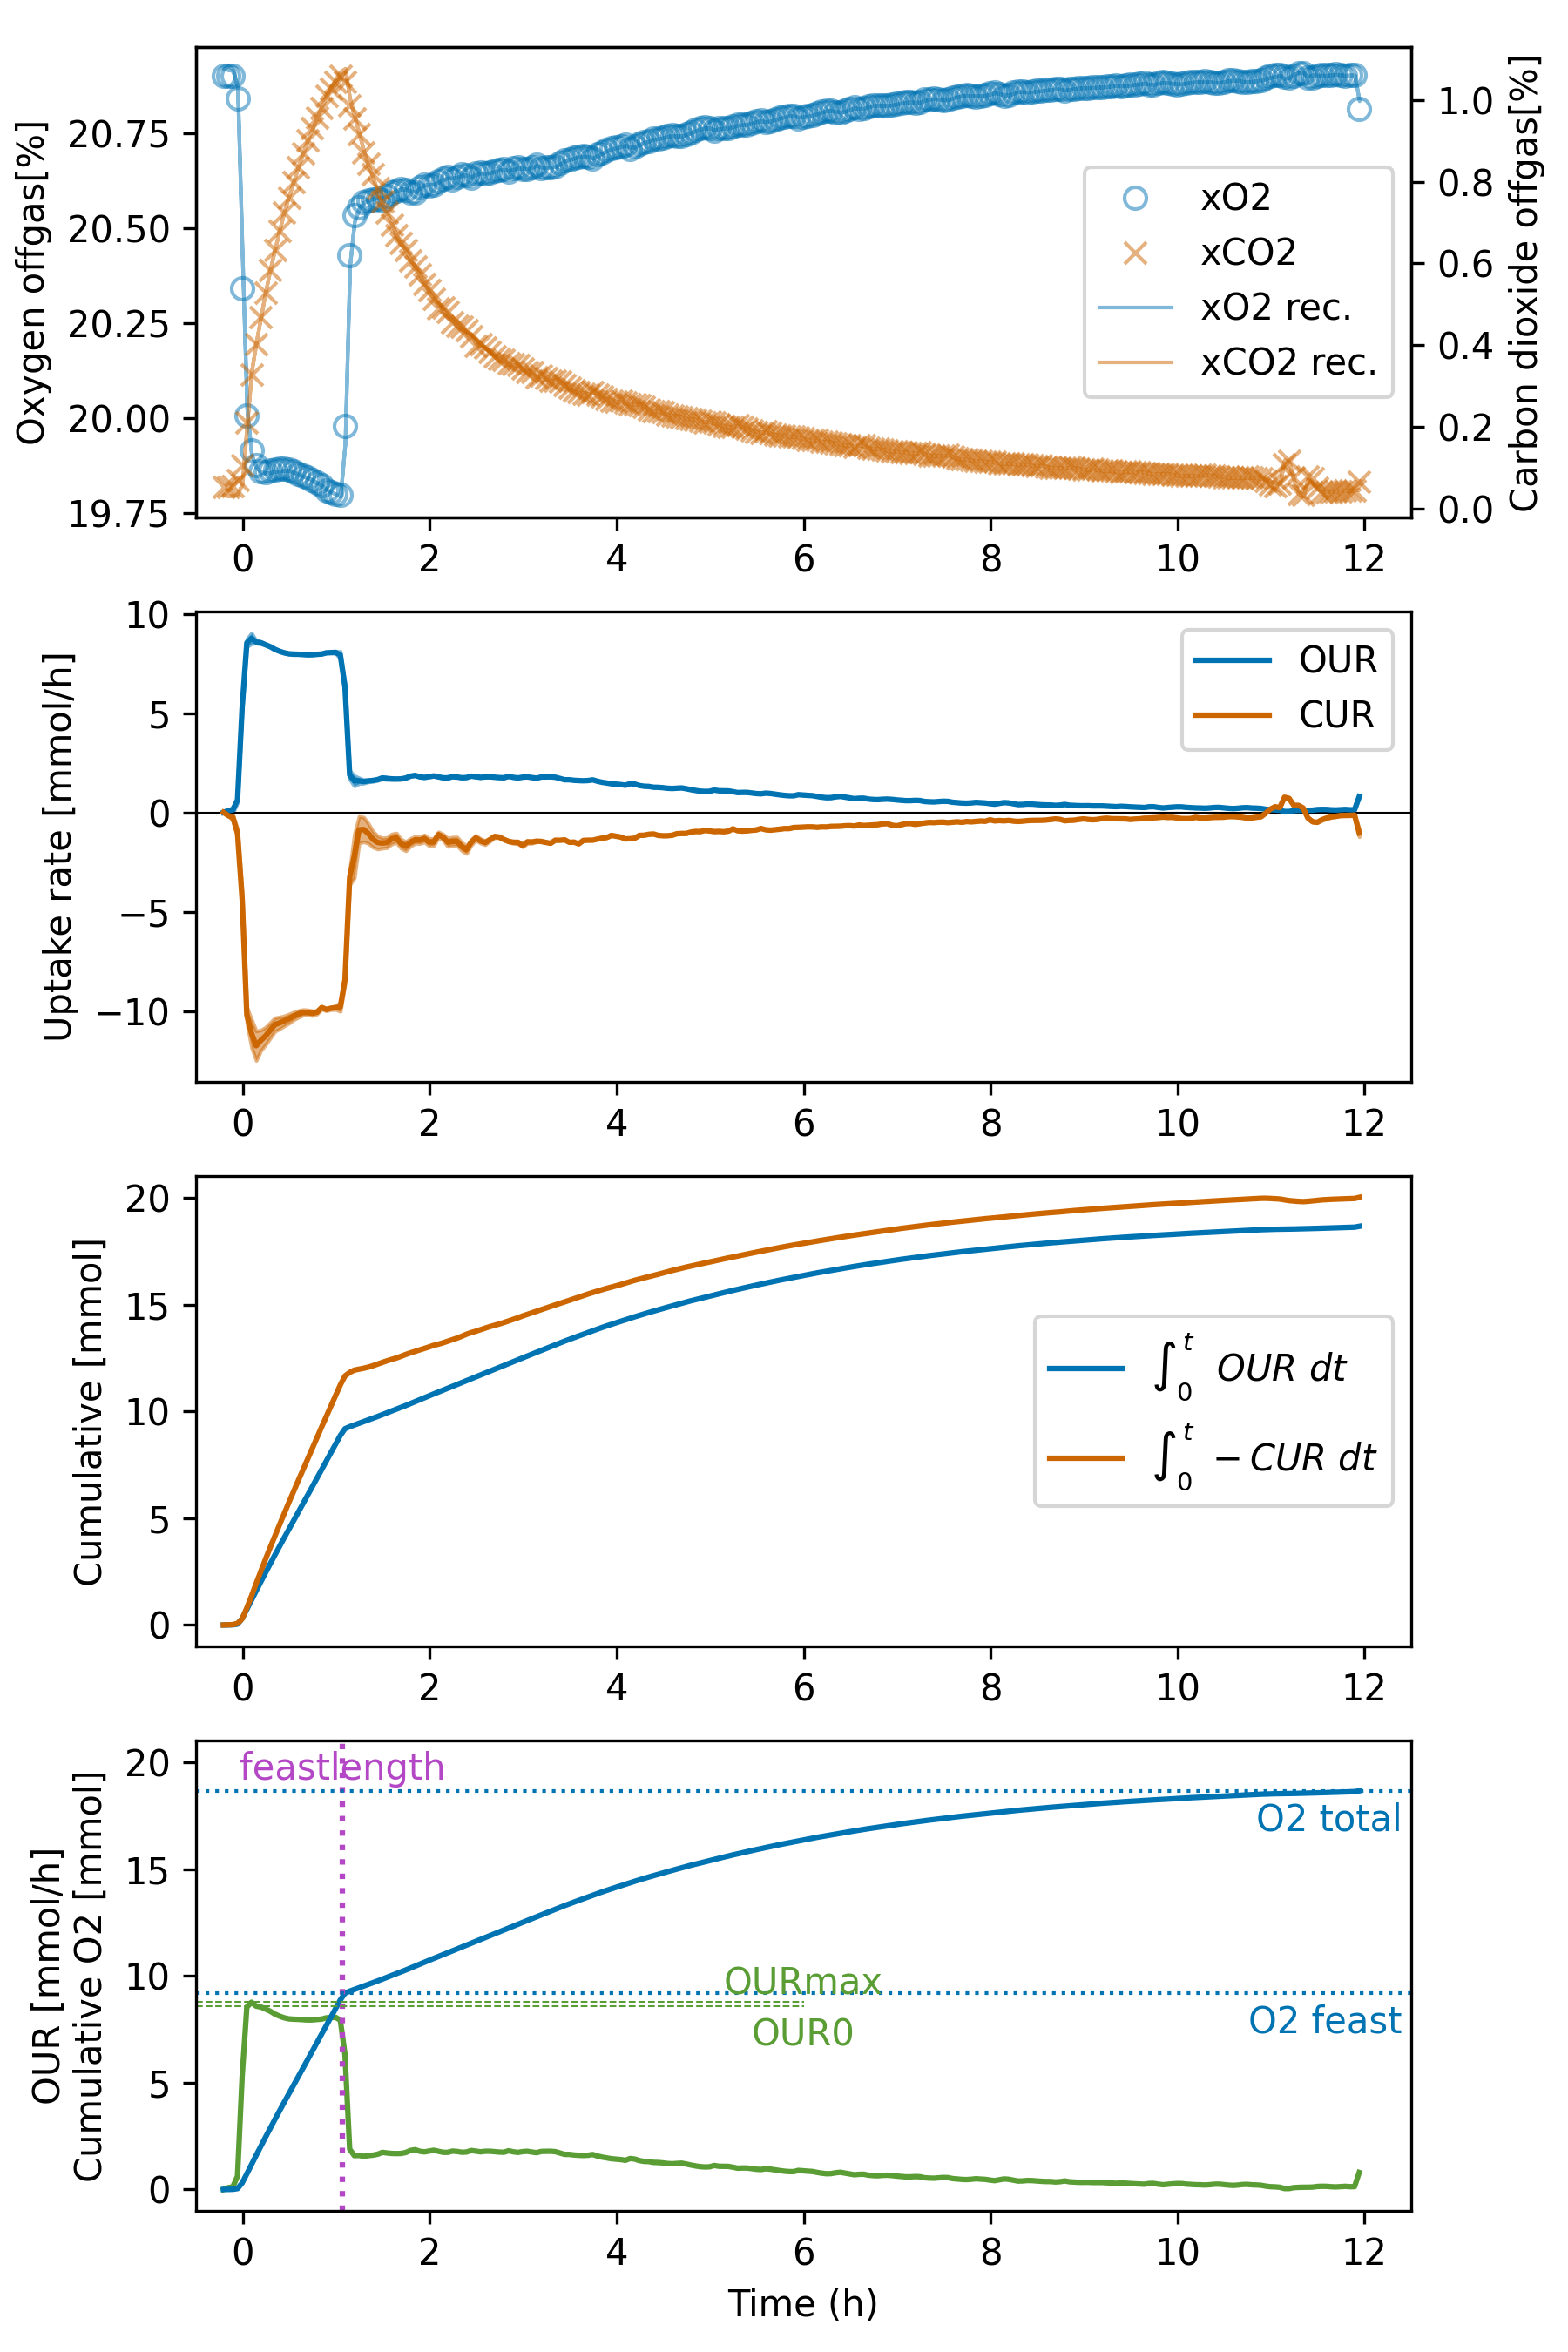 Oxygen offgas[%]
20.75
20.50
20.25
20.00
19.75
Carbon dioxide offgas[%]
1.0
0.8
0.6
0.4
0.2
0.0
xO2
xCO2
xO2 rec.
xCO2 rec.
0 2 4 6 8 10 12
Uptake rate [mmol/h]
10
5
0
−5
−10
OUR
CUR
0 2 4 6 8 10 12
Cumulative [mmol]
20
15
10
5
0
∫₀ᵗ OUR dt
∫₀ᵗ − CUR dt
0 2 4 6 8 10 12
OUR [mmol/h]
Cumulative O2 [mmol]
20
15
10
5
0
feastlength
O2 total
OURmax
O2 feast
OUR0
0 2 4 6 8 10 12
Time (h)